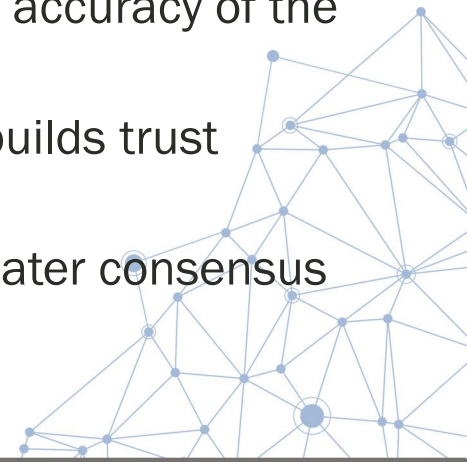 accuracy of the
builds trust
ater consensus